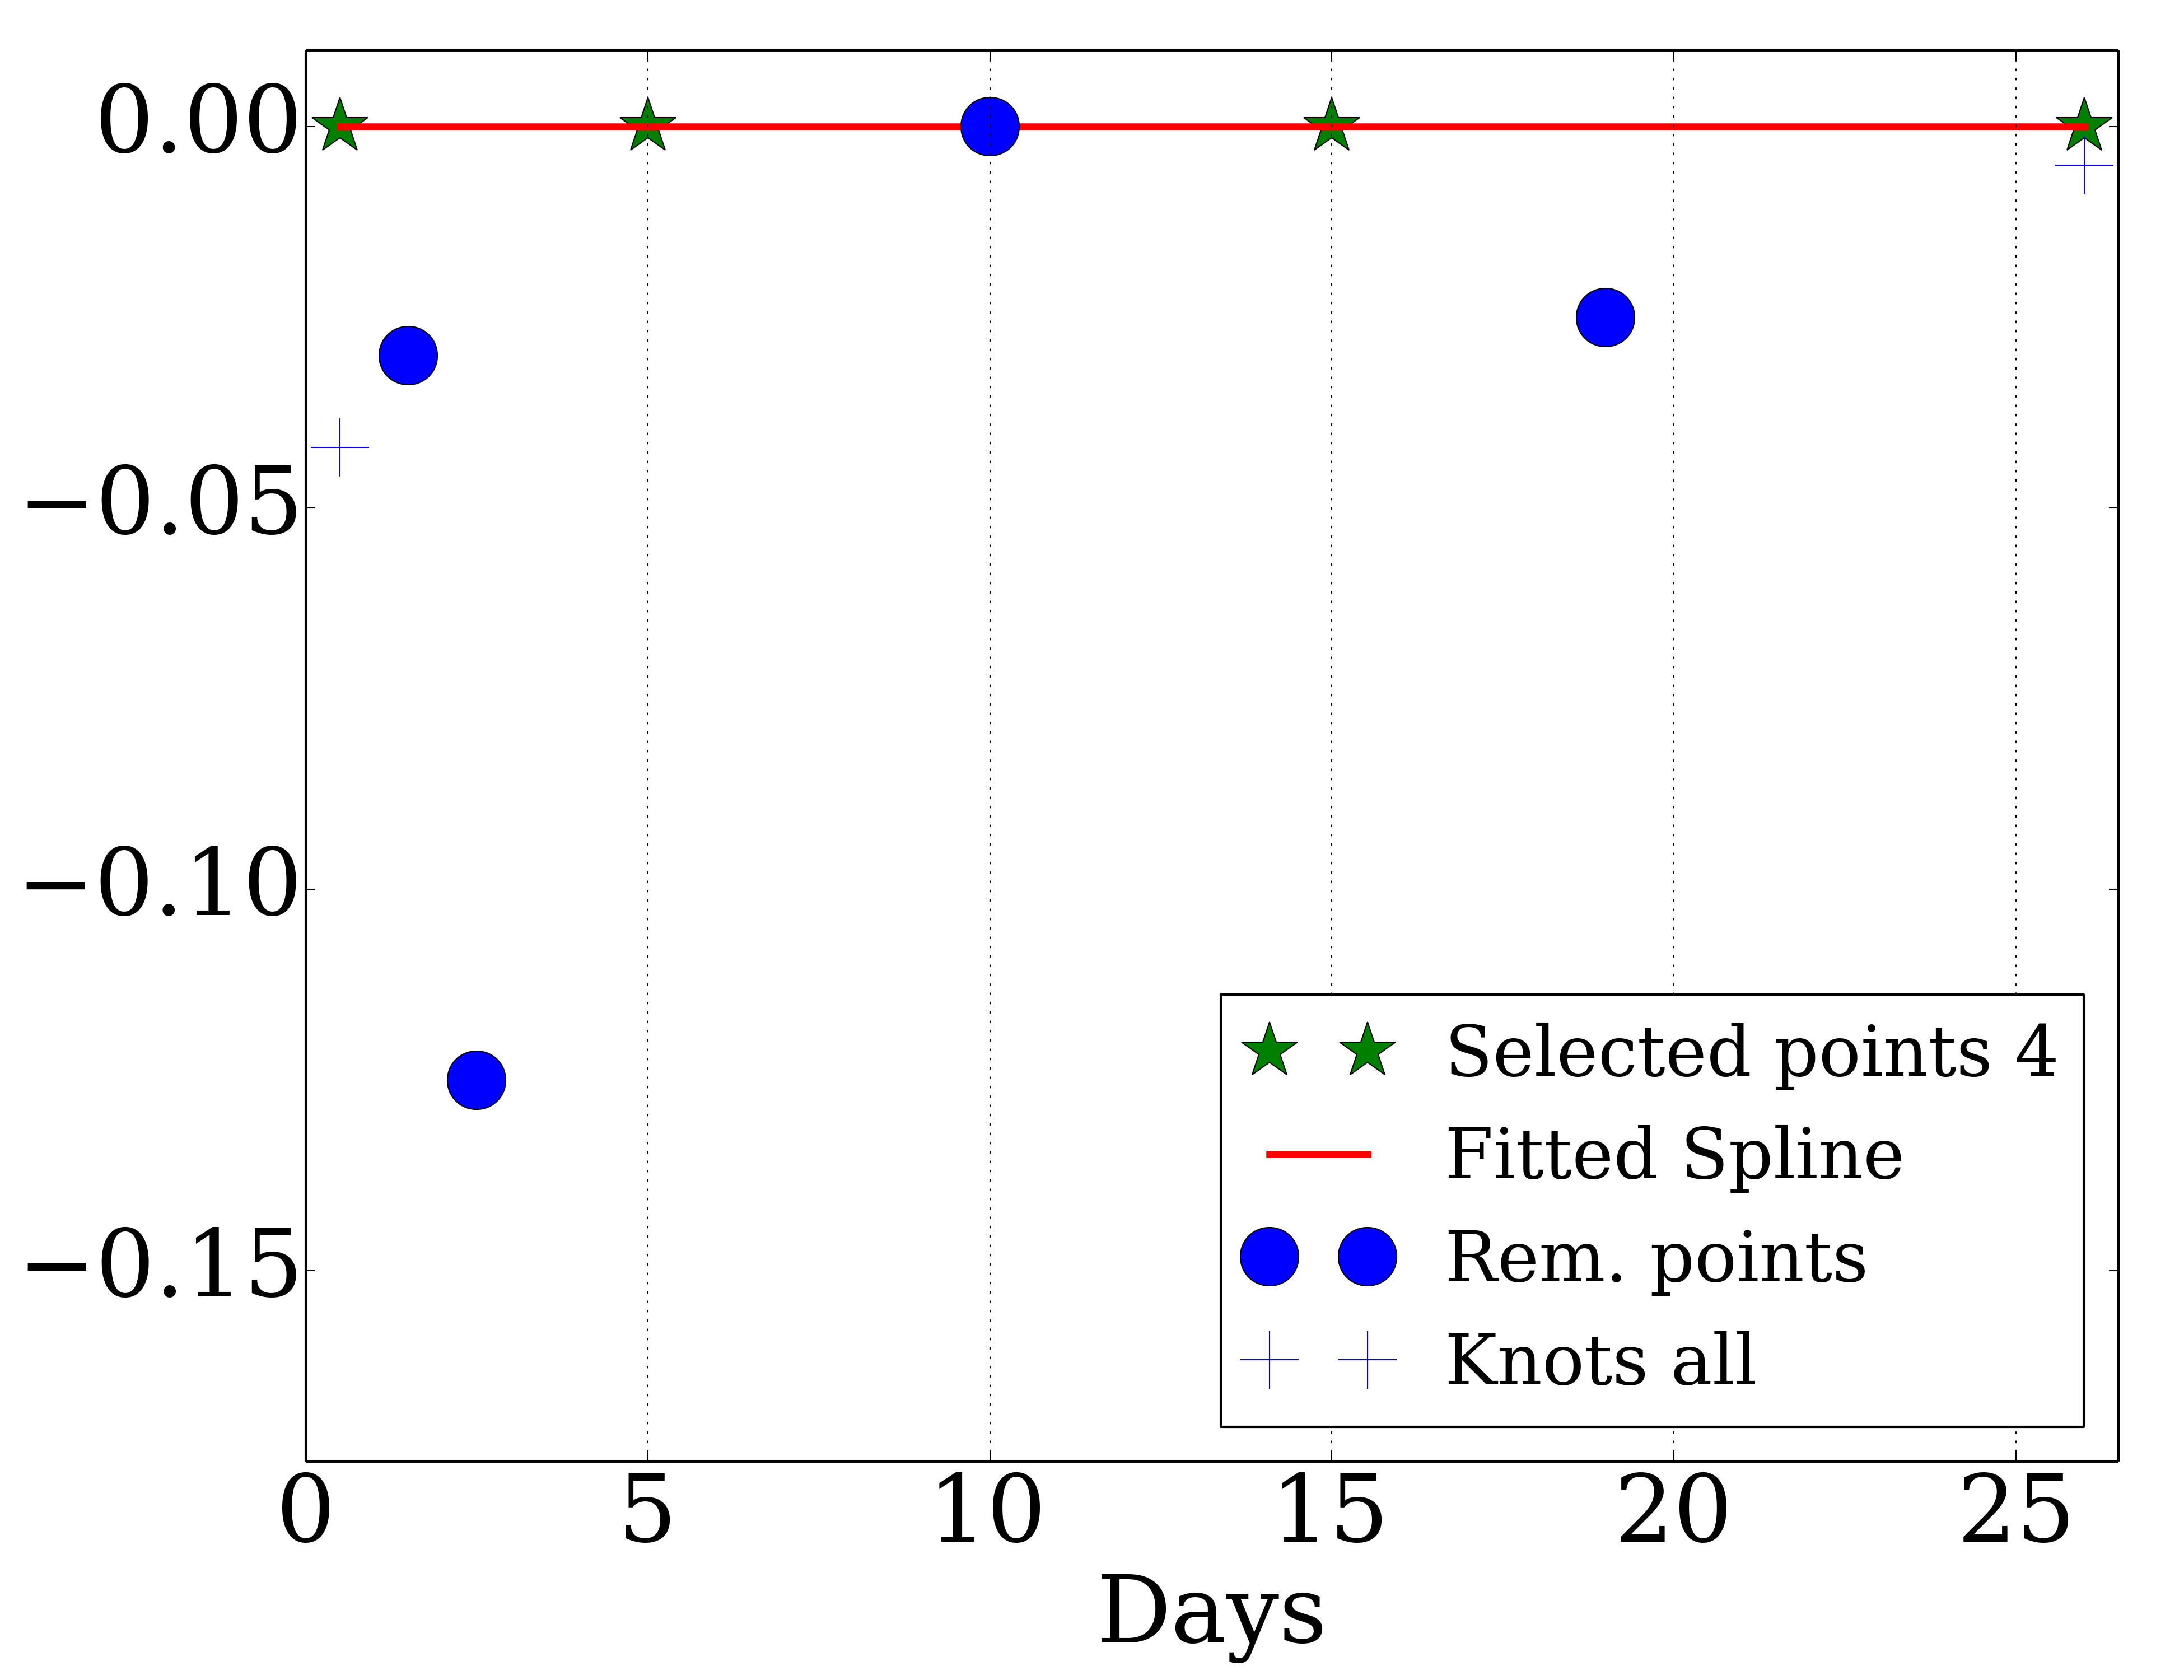 0.00
−0.05
−0.10
−0.15
Selected points 4
Fitted Spline
Rem. points
Knots all
0 5 10 15 20 25
Days